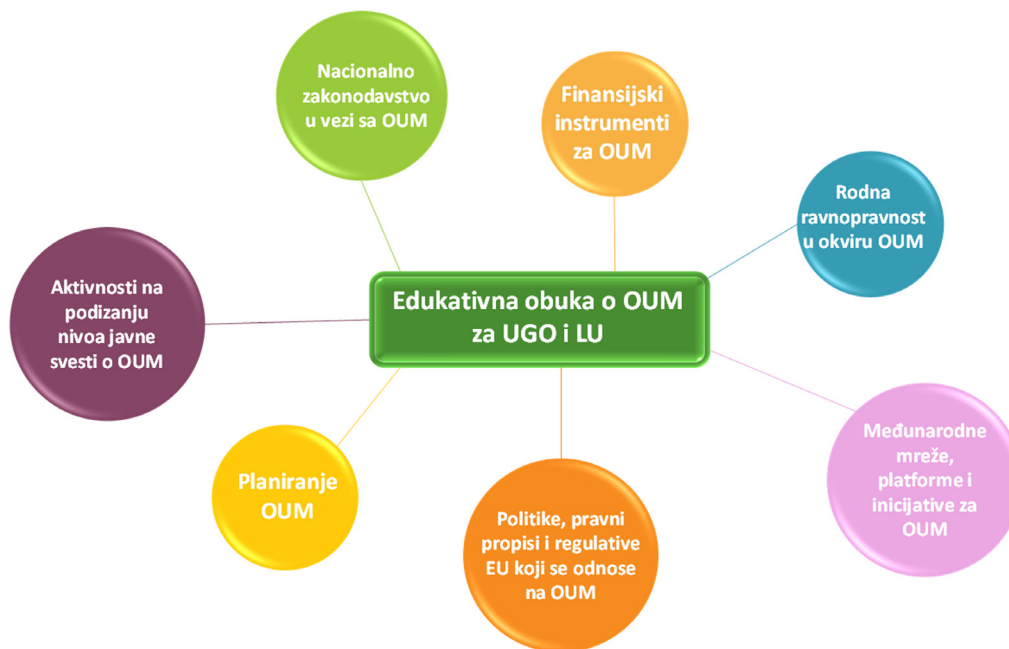 Nacionalno
zakonodavstvo
u vezi sa OUM
Finansijski
instrumenti
za OUM
Rodna
ravnopravnost
u okviru OUM
Aktivnosti na
podizanju
nivoa javne
svesti o OUM
Edukativna obuka o OUM
za UGO i LU
Planiranje
OUM
Politike, pravni
propisi i regulative
EU koji se odnose
na OUM
Međunarodne
mreže,
platforme i
inicijative za
OUM